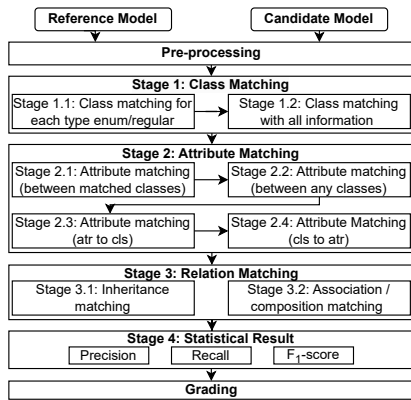 Reference Model
Candidate Model
Pre-processing
Stage 1: Class Matching
Stage 1.1: Class matching for
each type enum/regular
Stage 1.2: Class matching
with all information
Stage 2: Attribute Matching
Stage 2.1: Attribute matching
(between matched classes)
Stage 2.2: Attribute matching
(between any classes)
Stage 2.3: Attribute matching
(atr to cls)
Stage 2.4: Attribute Matching
(cls to atr)
Stage 3: Relation Matching
Stage 3.1: Inheritance
matching
Stage 3.2: Association /
composition matching
Stage 4: Statistical Result
Precision
Recall
F₁-score
Grading